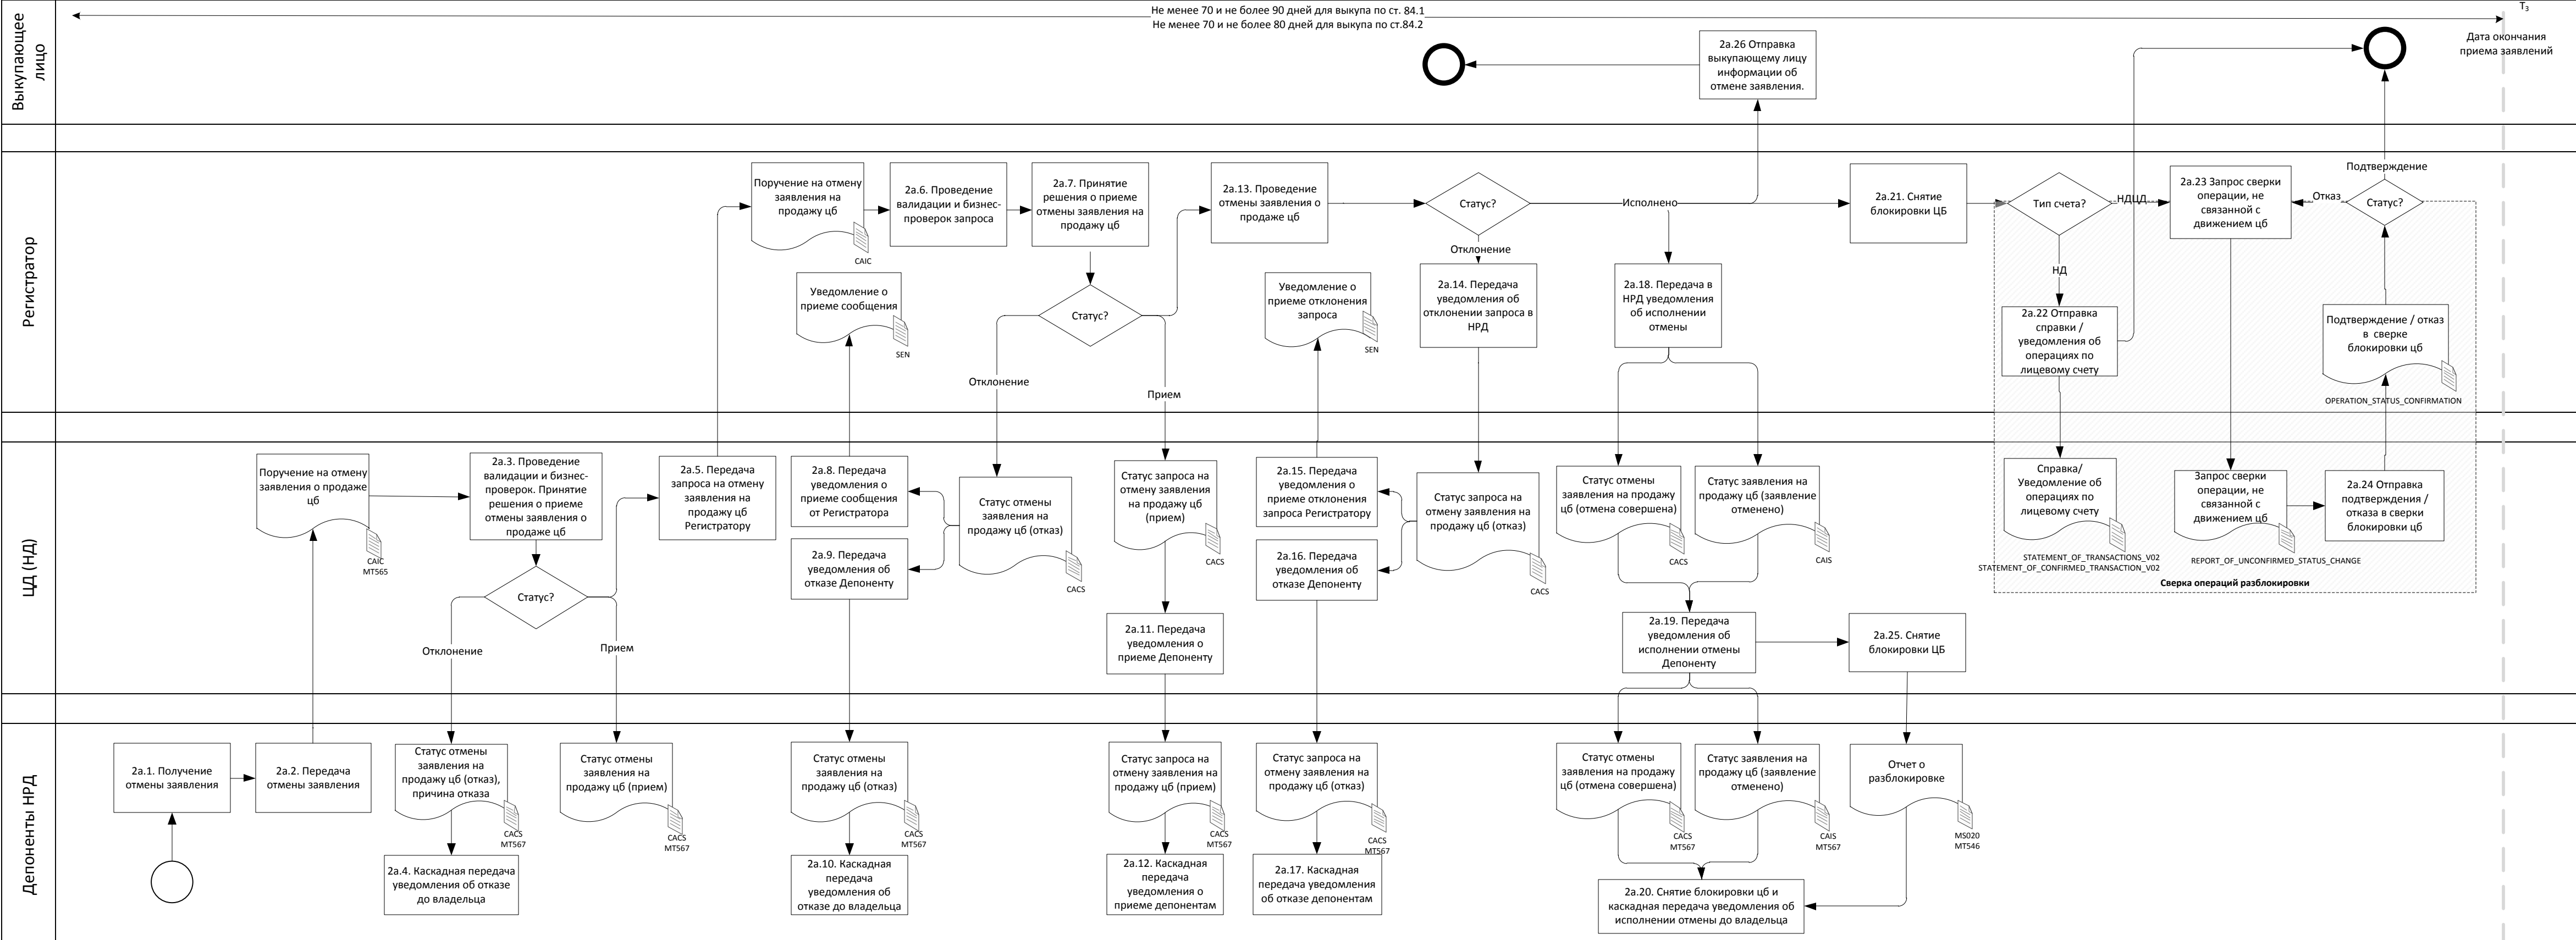 Не менее 70 и не более 90 дней для выкупа по ст. 84.1
Не менее 70 и не более 80 дней для выкупа по ст.84.2
T₃
Дата окончания
приема заявлений
Выкупающее
лицо
2а.26 Отправка
выкупающему лицу
информации об
отмене заявления.
Регистратор
Поручение на отмену
заявления на
продажу цб
CAIC
2а.6. Проведение
валидации и бизнес-
проверок запроса
2а.7. Принятие
решения о приеме
отмены заявления на
продажу цб
2а.13. Проведение
отмены заявления о
продаже цб
Статус?
Исполнено
2а.21. Снятие
блокировки ЦБ
Тип счета?
НДЦД
2а.23 Запрос сверки
операции, не
связанной с
движением цб
Отказ
Подтверждение
Статус?
Уведомление о
приеме сообщения
SEN
Статус?
Отклонение
Прием
Уведомление о
приеме отклонения
запроса
SEN
Отклонение
2а.14. Передача
уведомления об
отклонении запроса в
НРД
2а.18. Передача в
НРД уведомления
об исполнении
отмены
НД
2а.22 Отправка
справки /
уведомления об
операциях по
лицевому счету
Подтверждение / отказ
в сверке
блокировки цб
OPERATION_STATUS_CONFIRMATION
ЦД (НД)
Поручение на отмену
заявления о продаже
цб
CAIC
MT565
2а.3. Проведение
валидации и бизнес-
проверок. Принятие
решения о приеме
отмены заявления о
продаже цб
Статус?
Отклонение
Прием
2а.5. Передача
запроса на отмену
заявления на
продажу цб
Регистратору
2а.8. Передача
уведомления о
приеме сообщения
от Регистратора
2а.9. Передача
уведомления об
отказе Депоненту
Статус отмены
заявления на
продажу цб (отказ)
CACS
Статус запроса на
отмену заявления
на продажу цб
(прием)
CACS
2а.11. Передача
уведомления о
приеме Депоненту
2а.15. Передача
уведомления о
приеме отклонения
запроса Регистратору
2а.16. Передача
уведомления об
отказе Депоненту
Статус запроса на
отмену заявления на
продажу цб (отказ)
CACS
Статус отмены
заявления на продажу
цб (отмена совершена)
CACS
Статус заявления на
продажу цб (заявление
отменено)
CAIS
2а.19. Передача
уведомления об
исполнении отмены
Депоненту
2а.25. Снятие
блокировки ЦБ
Справка/
Уведомление об
операциях по
лицевому счету
STATEMENT_OF_TRANSACTIONS_V02
STATEMENT_OF_CONFIRMED_TRANSACTION_V02
Запрос сверки
операции, не
связанной с
движением цб
REPORT_OF_UNCONFIRMED_STATUS_CHANGE
2а.24 Отправка
подтверждения /
отказа в сверки
блокировки цб
Сверка операций разблокировки
Депоненты НРД
2а.1. Получение
отмены заявления
2а.2. Передача
отмены заявления
Статус отмены
заявления на
продажу цб (отказ),
причина отказа
CACS
MT567
2а.4. Каскадная передача
уведомления об отказе
до владельца
Статус отмены
заявления на
продажу цб (прием)
CACS
MT567
Статус отмены
заявления на
продажу цб (отказ)
CACS
MT567
2а.10. Каскадная
передача
уведомления об
отказе до владельца
Статус запроса на
отмену заявления на
продажу цб (прием)
CACS
MT567
2а.12. Каскадная
передача
уведомления о
приеме депонентам
Статус запроса на
отмену заявления на
продажу цб (отказ)
CACS
MT567
2а.17. Каскадная
передача уведомления
об отказе депонентам
Статус отмены
заявления на продажу
цб (отмена совершена)
CACS
MT567
Статус заявления на
продажу цб (заявление
отменено)
CAIS
MT567
Отчет о
разблокировке
MS020
MT546
2а.20. Снятие блокировки цб и
каскадная передача уведомления об
исполнении отмены до владельца